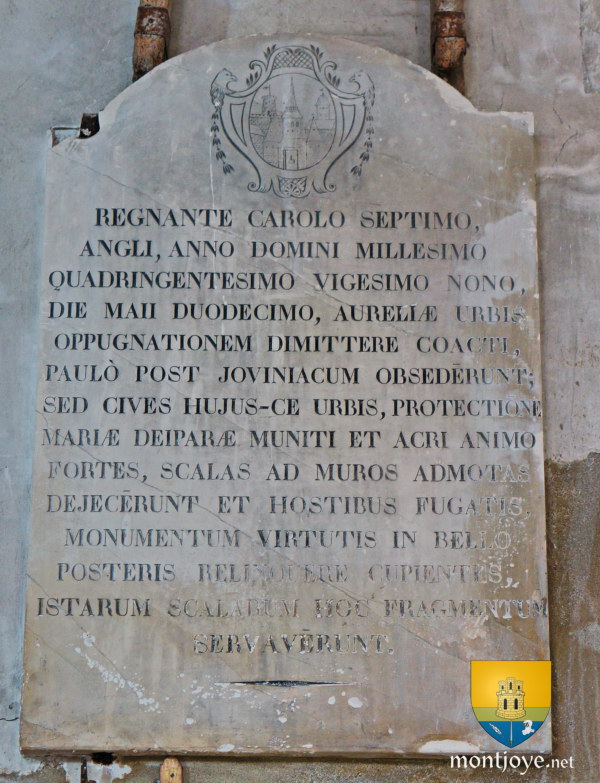 REGNANTE CAROLO SĒPTIMO,
ANGLI, ANNO DOMINI MILLESIMO
QUADRINGENTESIMO VIGESIMO NONO,
DIE MAII DUODECIMO, AURELIÆ URBIS
OPPUGNATIONEM DIMITTERE COACTI,
PAULÒ POST JOVINIACUM OBSEDĒRUNT;
SED CIVES HUJUS-CE URBIS, PROTECTIŌNE
MARIÆ DEIPARÆ MUNITI ET ACRI ANIMO
FORTES, SCALAS AD MUROS ADMOTAS
DEJECĒRUNT ET HOSTIBUS FUGATIS.
MONUMENTUM VIRTUTIS IN BELLO
POSTERIS RELINQUERE CUPIENTES,
ISTARUM SCALARUM HOC FRAGMENTUM
SERVAVĒRUNT.
montjoye.net